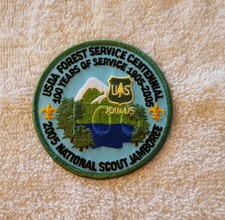 USDA FOREST SERVICE CENTENNIAL
100 YEARS OF SERVICE 1905-2005
U S
JOIN US
2005 NATIONAL SCOUT JAMBOREE